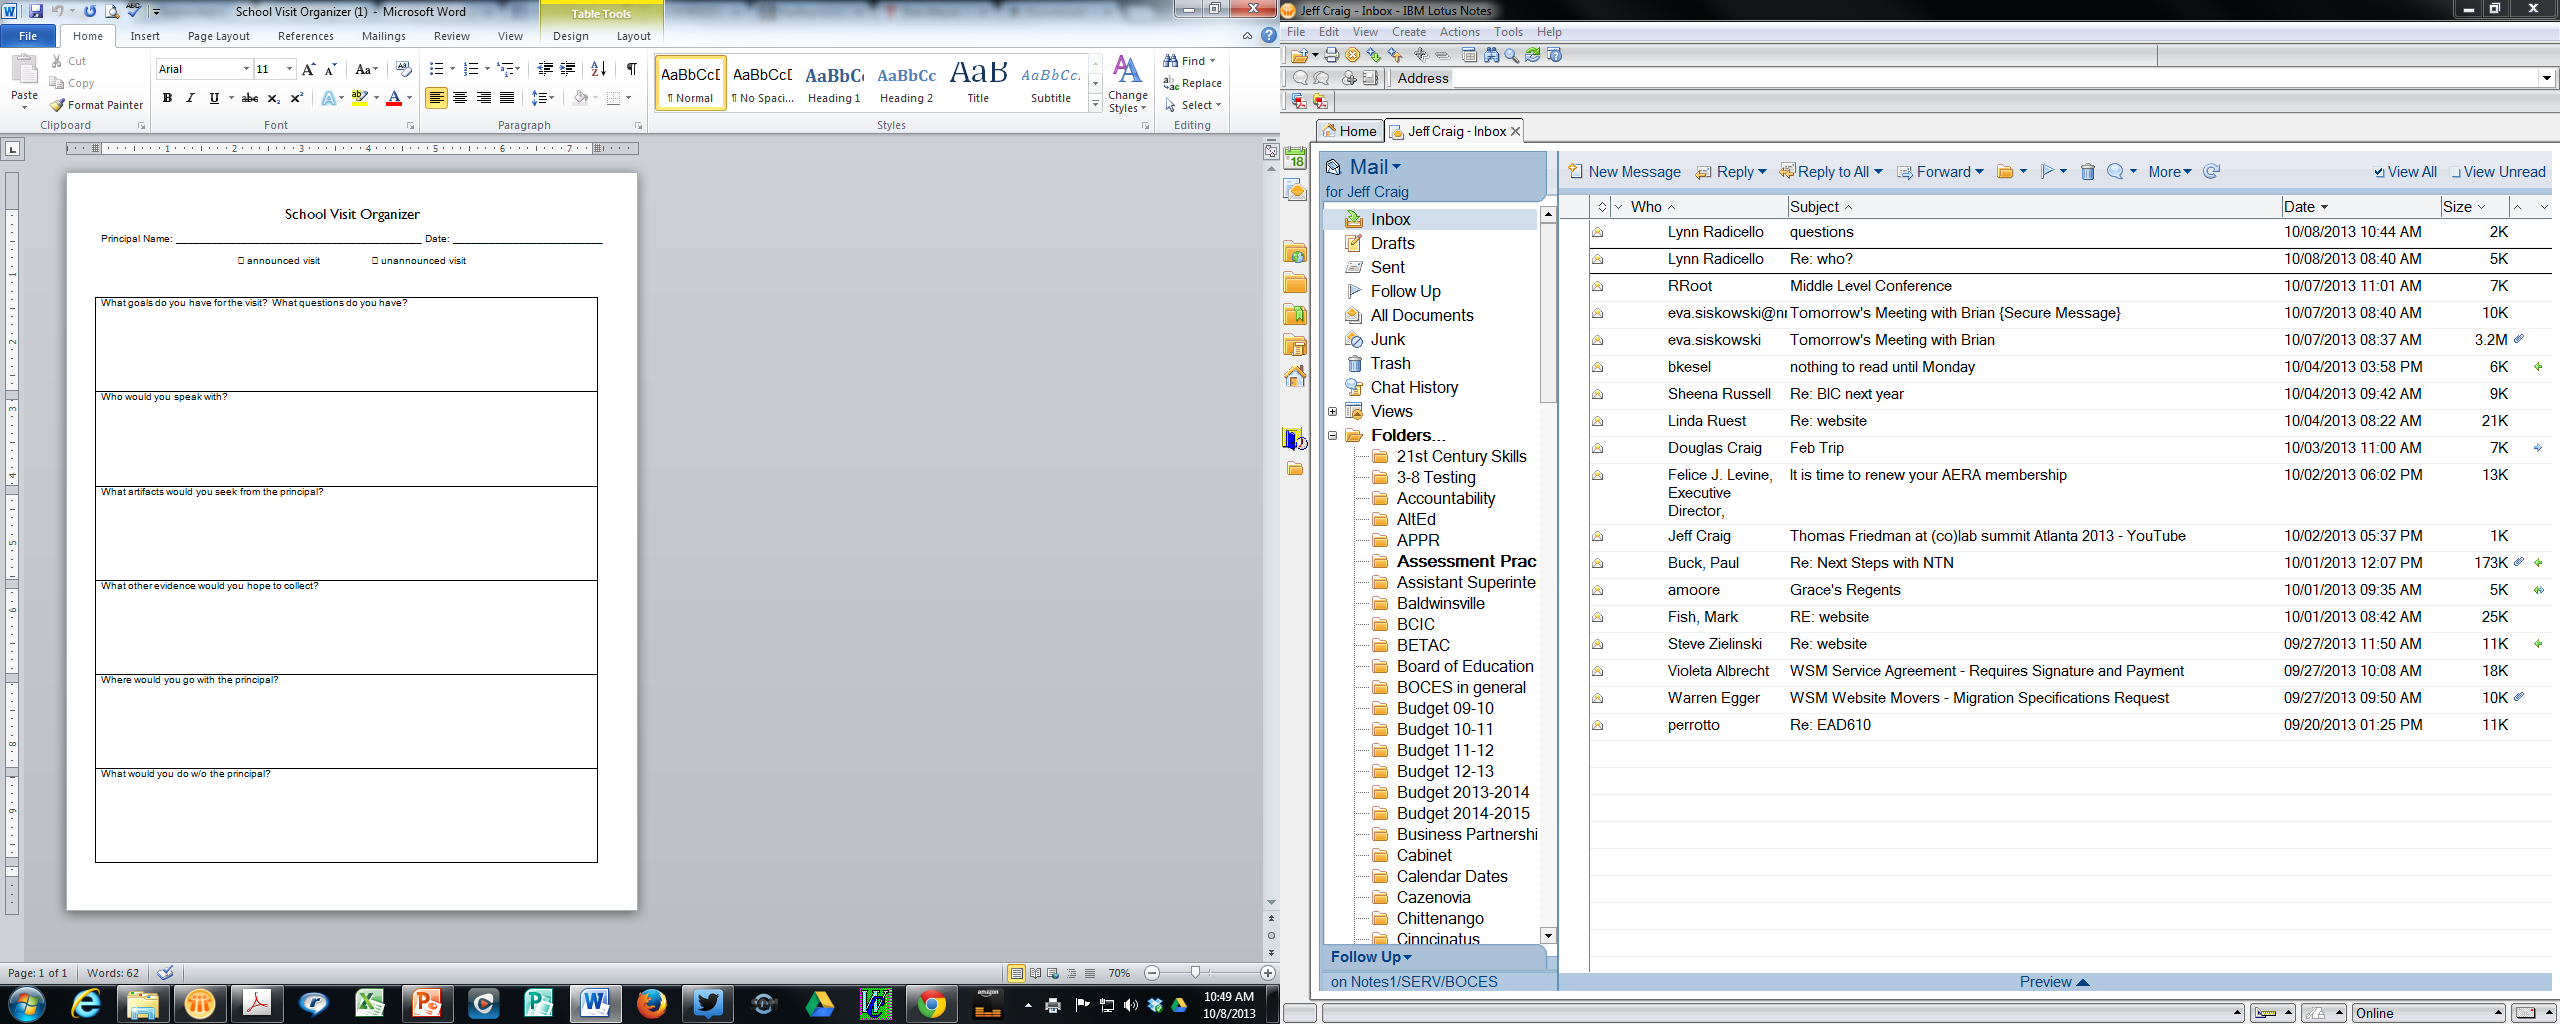 School Visit Organizer (1) - Microsoft Word
Table Tools
File Home Insert Page Layout References Mailings Review View Design Layout
Paste
Cut
Copy
Format Painter
Clipboard
Arial 11
Font
Paragraph
AaBbCcD AaBbCcD AaBbCc AaBbCc AaB AaBbCc.
¶ Normal ¶ No Spaci... Heading 1 Heading 2 Title Subtitle
Change Styles
Styles
Find
Replace
Select
Editing
School Visit Organizer
Principal Name: Date:
□ announced visit □ unannounced visit
What goals do you have for the visit? What questions do you have?
Who would you speak with?
What artifacts would you seek from the principal?
What other evidence would you hope to collect?
Where would you go with the principal?
What would you do w/o the principal?
Page: 1 of 1 Words: 62 70%
10:49 AM
10/8/2013
Jeff Craig - Inbox - IBM Lotus Notes
File Edit View Create Actions Tools Help
Address
Home Jeff Craig - Inbox
18
Mail
for Jeff Craig
Inbox
Drafts
Sent
Follow Up
All Documents
Junk
Trash
Chat History
Views
Folders...
21st Century Skills
3-8 Testing
Accountability
AltEd
APPR
Assessment Prac
Assistant Superinte
Baldwinsville
BCIC
BETAC
Board of Education
BOCES in general
Budget 09-10
Budget 10-11
Budget 11-12
Budget 12-13
Budget 2013-2014
Budget 2014-2015
Business Partnershi
Cabinet
Calendar Dates
Cazenovia
Chittenango
Cinncinatus
Follow Up
on Notes1/SERV/BOCES
New Message Reply Reply to All Forward More View All View Unread
Who Subject Date Size
Lynn Radicello questions 10/08/2013 10:44 AM 2K
Lynn Radicello Re: who? 10/08/2013 08:40 AM 5K
RRoot Middle Level Conference 10/07/2013 11:01 AM 7K
eva.siskowski@nr Tomorrow's Meeting with Brian {Secure Message} 10/07/2013 08:40 AM 10K
eva.siskowski Tomorrow's Meeting with Brian 10/07/2013 08:37 AM 3.2M
bkesel nothing to read until Monday 10/04/2013 03:58 PM 6K
Sheena Russell Re: BIC next year 10/04/2013 09:42 AM 9K
Linda Ruest Re: website 10/04/2013 08:22 AM 21K
Douglas Craig Feb Trip 10/03/2013 11:00 AM 7K
Felice J. Levine, It is time to renew your AERA membership 10/02/2013 06:02 PM 13K
Executive
Director,
Jeff Craig Thomas Friedman at (co)lab summit Atlanta 2013 - YouTube 10/02/2013 05:37 PM 1K
Buck, Paul Re: Next Steps with NTN 10/01/2013 12:07 PM 173K
amoore Grace's Regents 10/01/2013 09:35 AM 5K
Fish, Mark RE: website 10/01/2013 08:42 AM 25K
Steve Zielinski Re: website 09/27/2013 11:50 AM 11K
Violeta Albrecht WSM Service Agreement - Requires Signature and Payment 09/27/2013 10:08 AM 18K
Warren Egger WSM Website Movers - Migration Specifications Request 09/27/2013 09:50 AM 10K
perrotto Re: EAD610 09/20/2013 01:25 PM 11K
Preview
Online